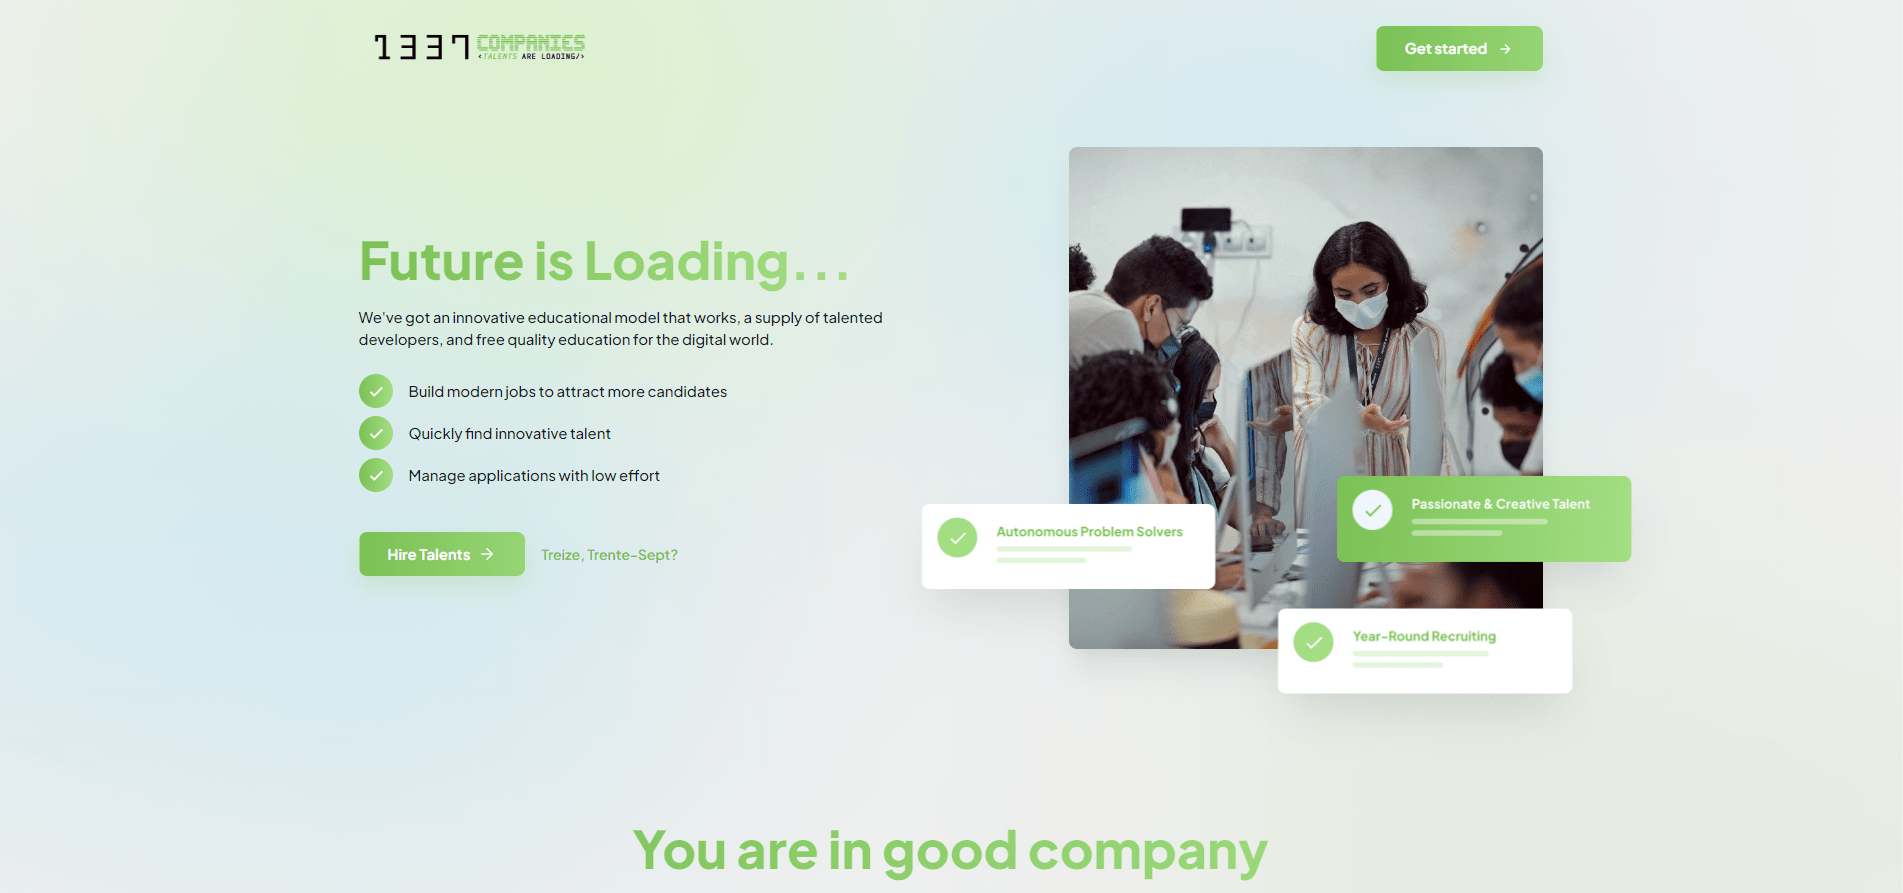 1337 COMPANIES
<TALENTS ARE LOADING/>
Get started
Future is Loading...
We've got an innovative educational model that works, a supply of talented
developers, and free quality education for the digital world.
Build modern jobs to attract more candidates
Quickly find innovative talent
Manage applications with low effort
Hire Talents
Treize, Trente-Sept?
Autonomous Problem Solvers
Passionate & Creative Talent
Year-Round Recruiting
You are in good company